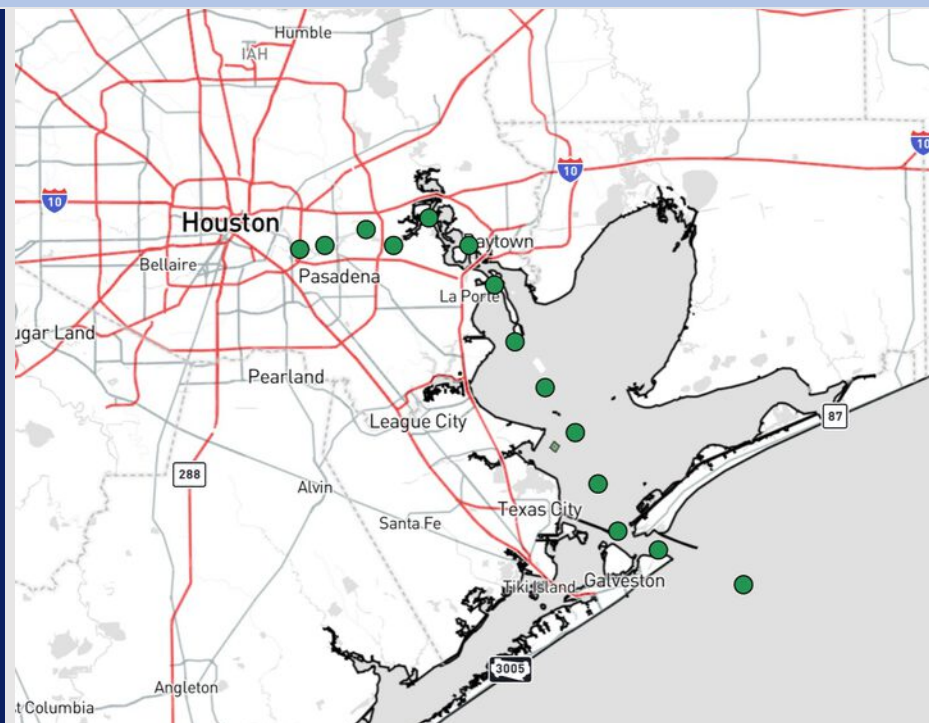 Humble
IAH
10
10
10
Houston
Baytown
Bellaire
Pasadena
La Porte
ugar Land
Pearland
87
League City
288
Alvin
Texas City
Santa Fe
Tiki Island
Galveston
3005
Angleton
t Columbia